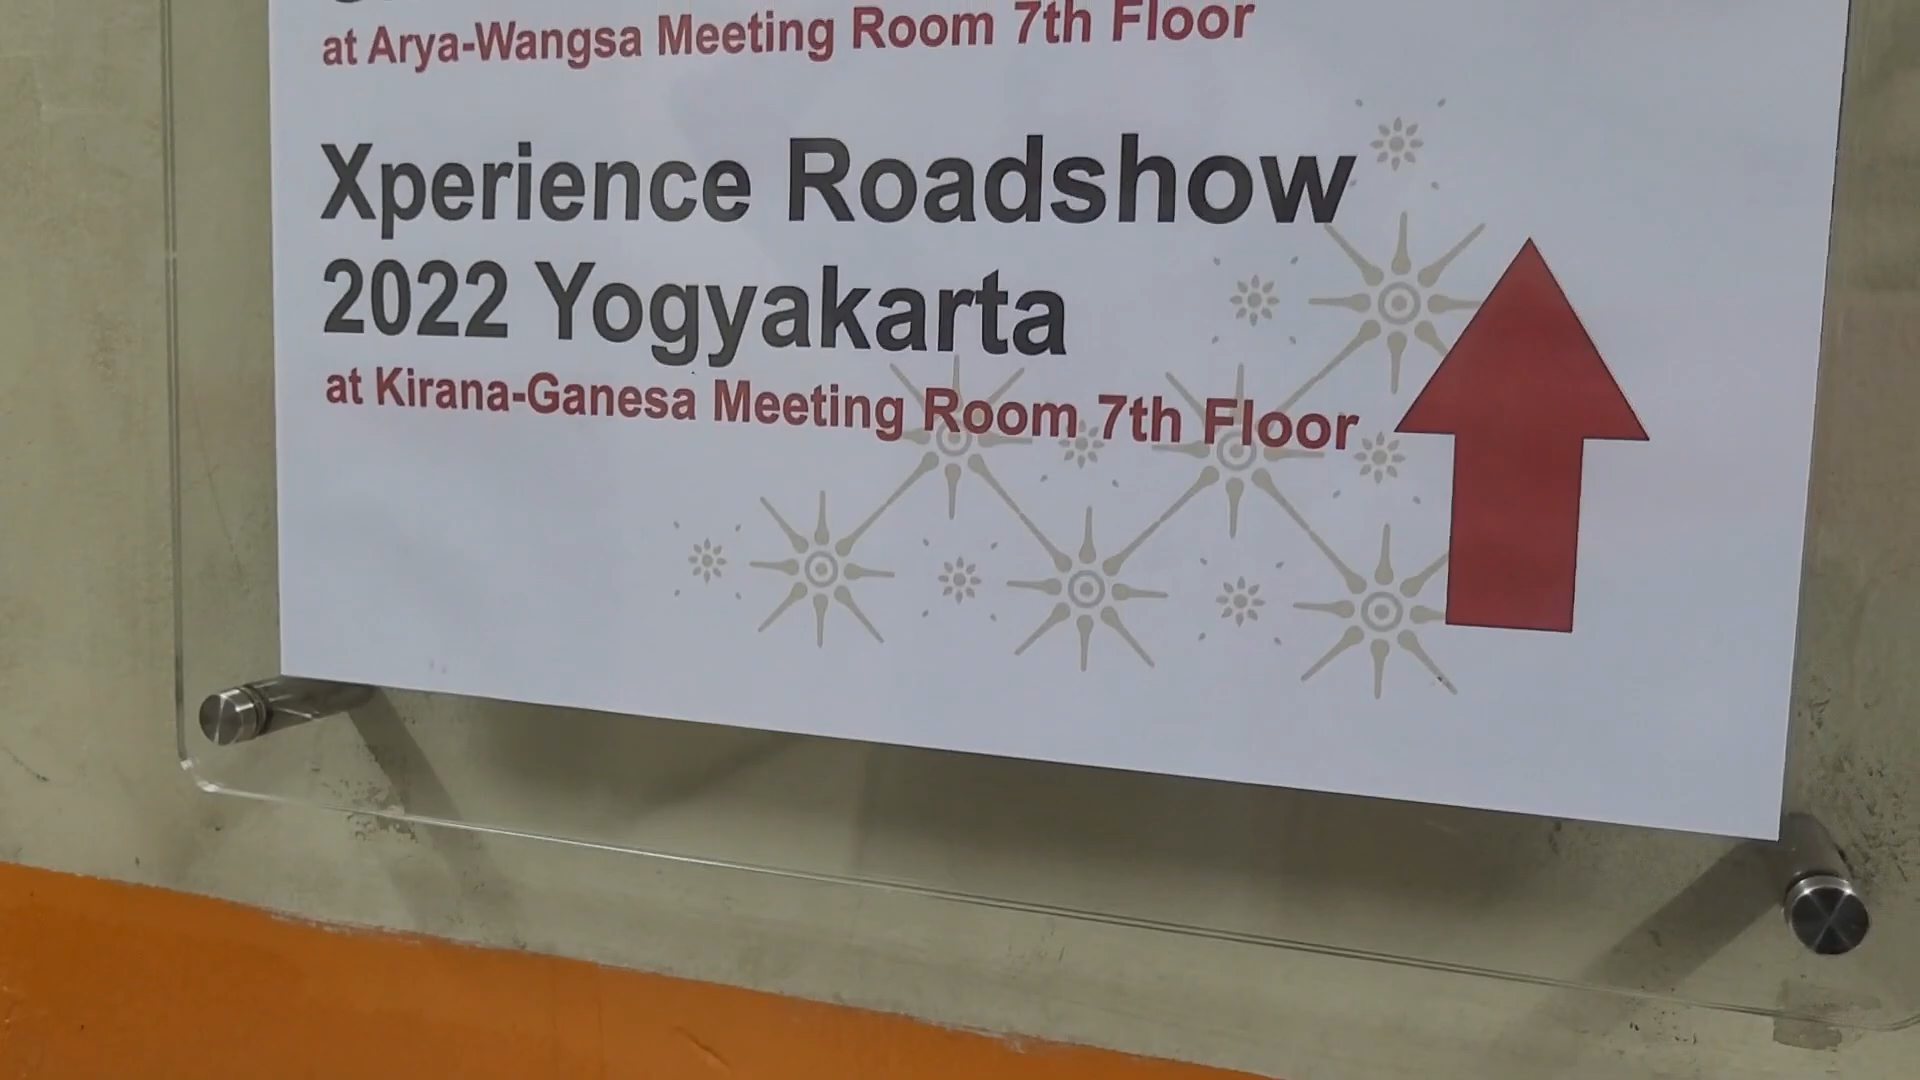 at Arya-Wangsa Meeting Room 7th Floor
Xperience Roadshow
2022 Yogyakarta
at Kirana-Ganesa Meeting Room 7th Floor